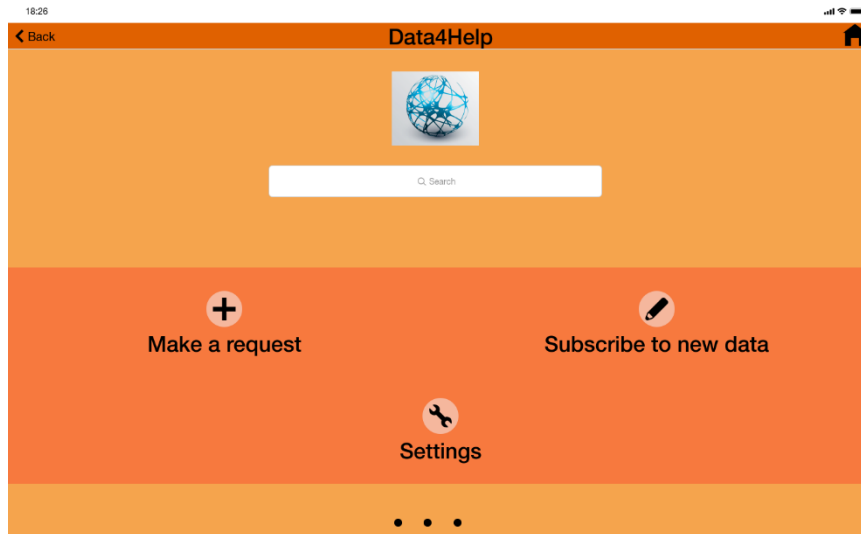 18:26
Back
Data4Help
Search
Make a request
Subscribe to new data
Settings